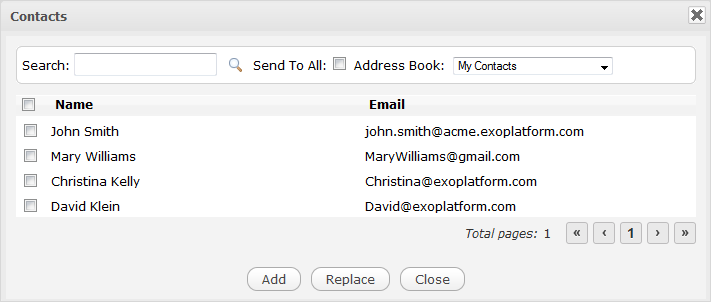 Contacts
Search: Send To All: Address Book: My Contacts
Name Email
John Smith john.smith@acme.exoplatform.com
Mary Williams MaryWilliams@gmail.com
Christina Kelly Christina@exoplatform.com
David Klein David@exoplatform.com
Total pages: 1 « ‹ 1 › »
Add Replace Close